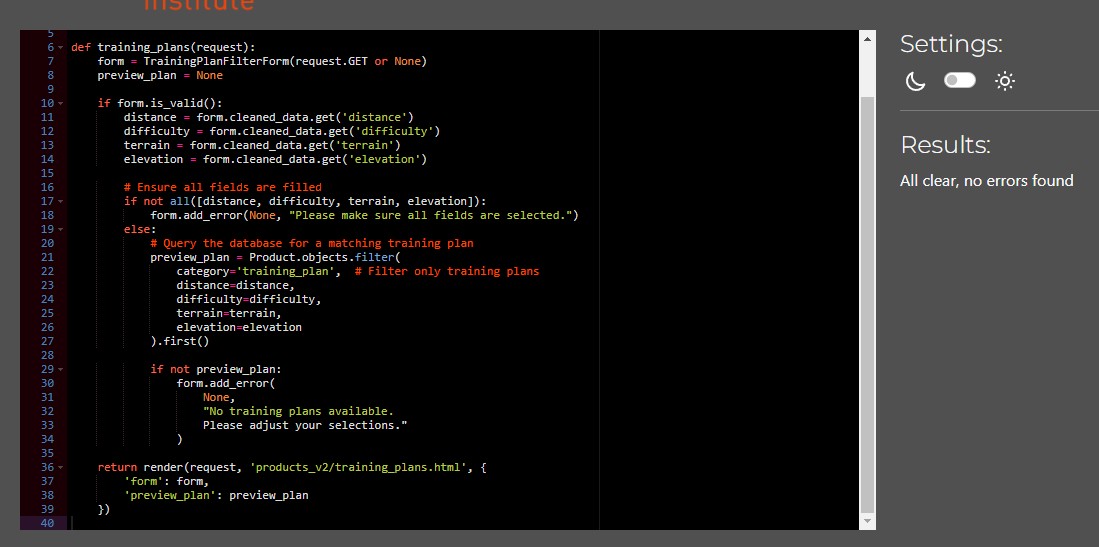 institute
5
6 def training_plans(request):
7     form = TrainingPlanFilterForm(request.GET or None)
8     preview_plan = None
9
10     if form.is_valid():
11         distance = form.cleaned_data.get('distance')
12         difficulty = form.cleaned_data.get('difficulty')
13         terrain = form.cleaned_data.get('terrain')
14         elevation = form.cleaned_data.get('elevation')
15
16         # Ensure all fields are filled
17         if not all([distance, difficulty, terrain, elevation]):
18             form.add_error(None, "Please make sure all fields are selected.")
19         else:
20             # Query the database for a matching training plan
21             preview_plan = Product.objects.filter(
22                 category='training_plan',  # Filter only training plans
23                 distance=distance,
24                 difficulty=difficulty,
25                 terrain=terrain,
26                 elevation=elevation
27             ).first()
28
29             if not preview_plan:
30                 form.add_error(
31                     None,
32                     "No training plans available.
33                     Please adjust your selections."
34                 )
35
36     return render(request, 'products_v2/training_plans.html', {
37         'form': form,
38         'preview_plan': preview_plan
39     })
40
Settings:
Results:
All clear, no errors found